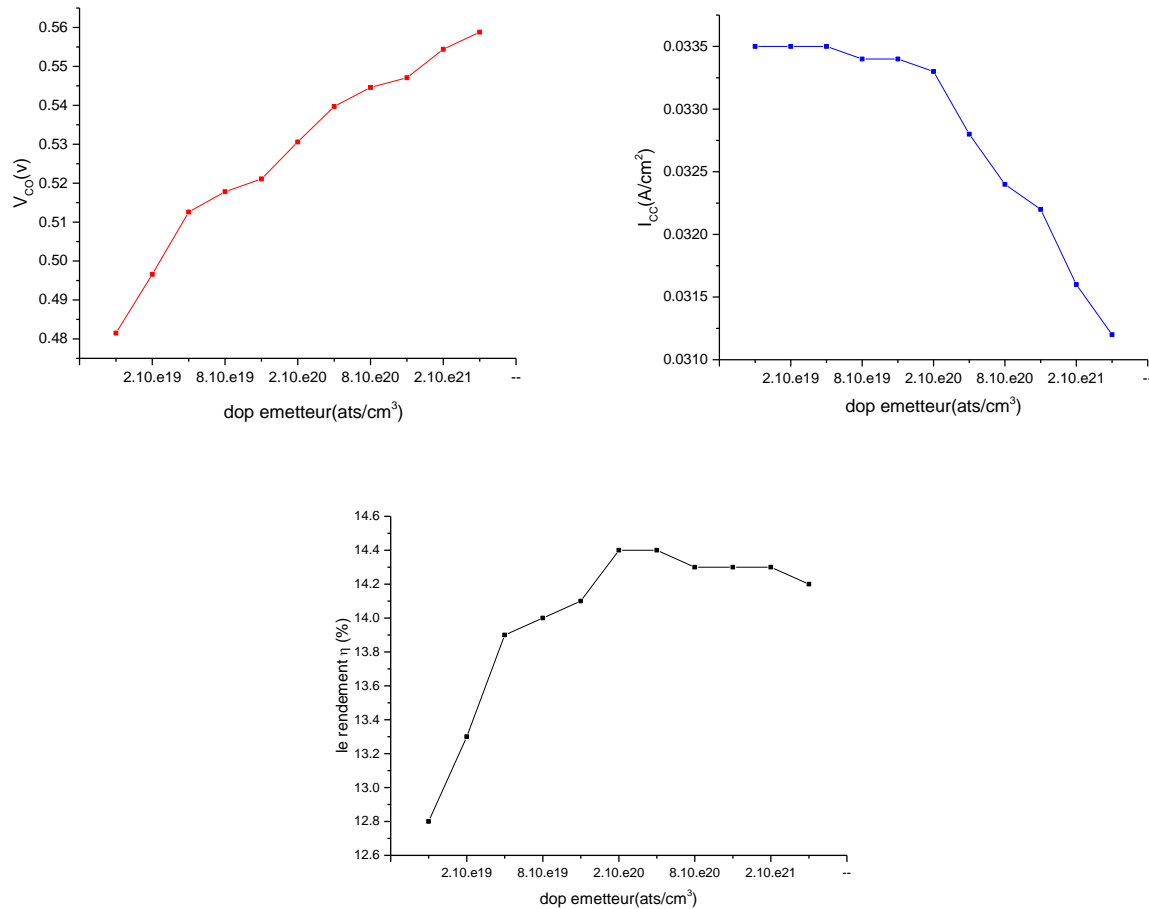 0.56
0.55
0.54
0.53
0.52
0.51
0.50
0.49
0.48
V_CO(v)
2.10.e19 8.10.e19 2.10.e20 8.10.e20 2.10.e21 --
dop emetteur(ats/cm³)
0.0335
0.0330
0.0325
0.0320
0.0315
0.0310
I_CC(A/cm²)
2.10.e19 8.10.e19 2.10.e20 8.10.e20 2.10.e21 --
dop emetteur(ats/cm³)
14.6
14.4
14.2
14.0
13.8
13.6
13.4
13.2
13.0
12.8
12.6
le rendement η (%)
2.10.e19 8.10.e19 2.10.e20 8.10.e20 2.10.e21 --
dop emetteur(ats/cm³)